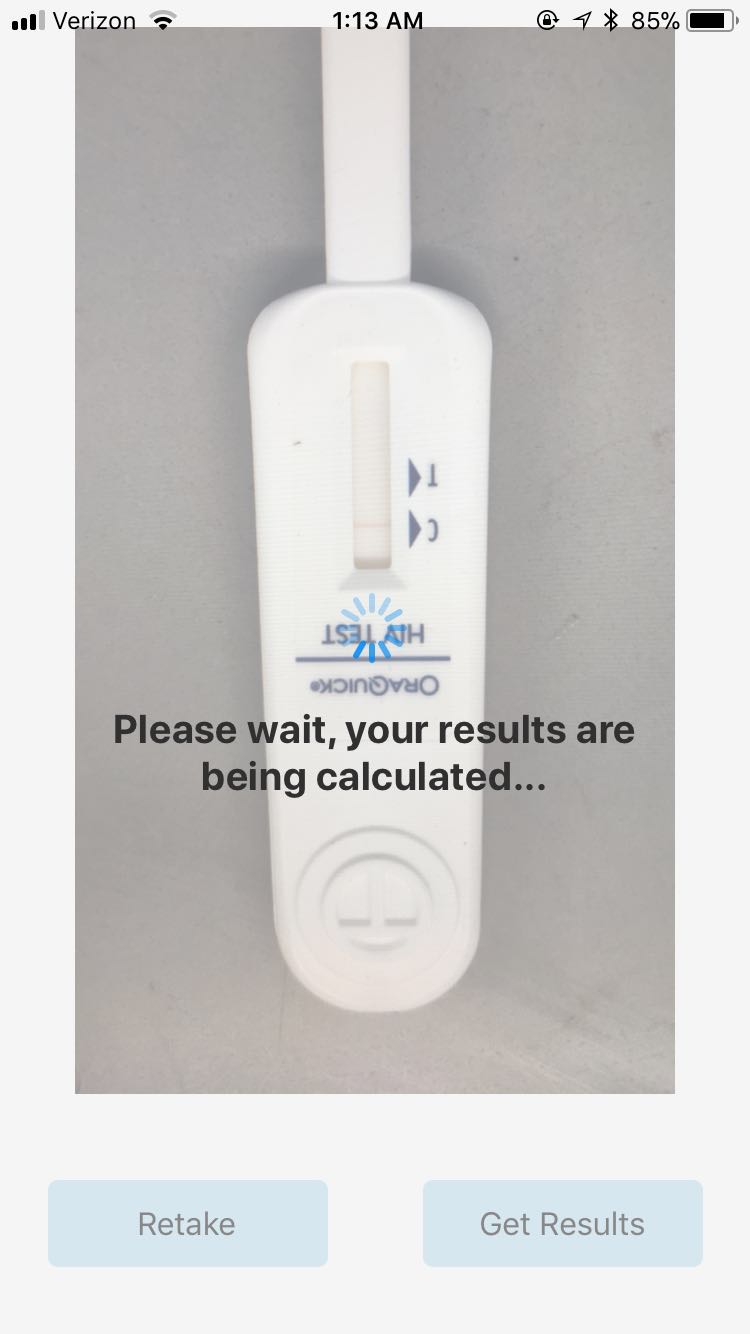 Verizon 1:13 AM 85%
T
C
HIV TEST
ORAQUICK®
Please wait, your results are
being calculated...
Retake Get Results